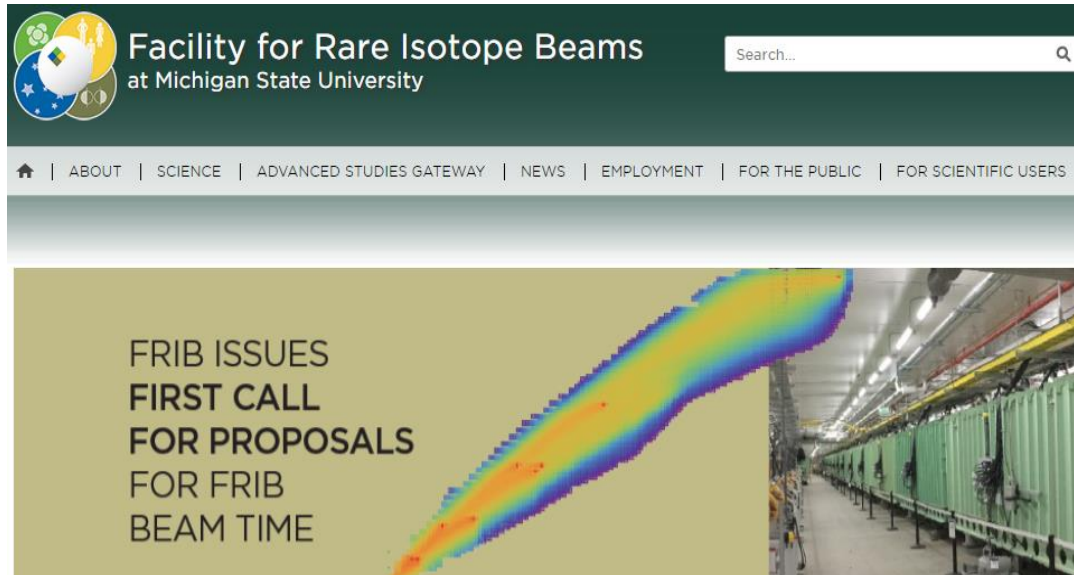 Facility for Rare Isotope Beams
at Michigan State University
Search...
ABOUT | SCIENCE | ADVANCED STUDIES GATEWAY | NEWS | EMPLOYMENT | FOR THE PUBLIC | FOR SCIENTIFIC USERS
FRIB ISSUES
FIRST CALL
FOR PROPOSALS
FOR FRIB
BEAM TIME